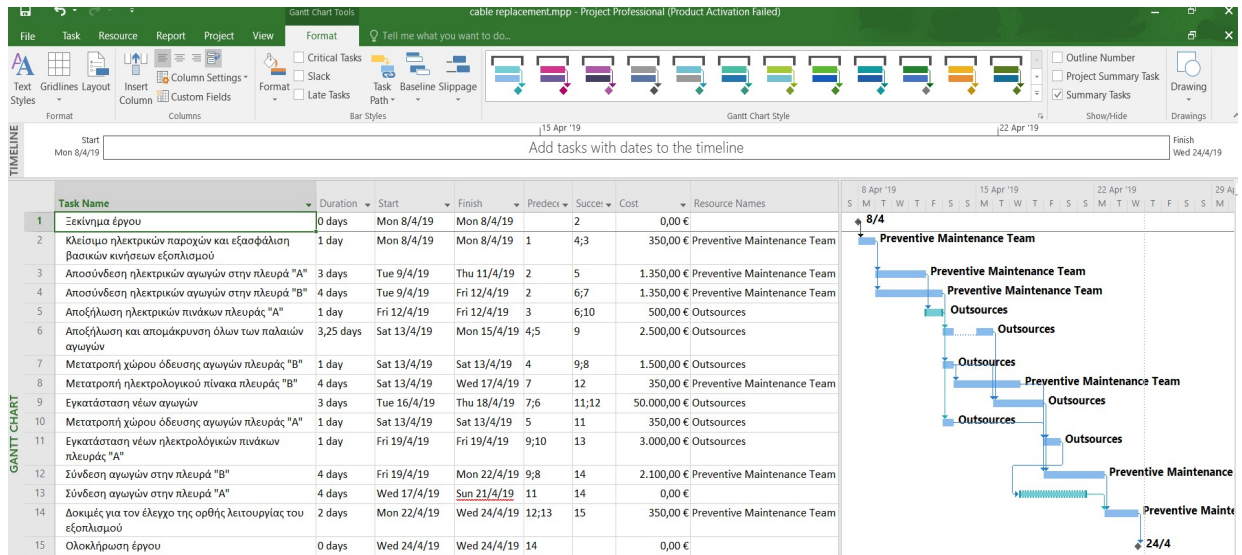 Gantt Chart Tools
cable replacement.mpp - Project Professional (Product Activation Failed)
File Task Resource Report Project View Format Tell me what you want to do...
Text Styles
Gridlines
Layout
Format
Insert Column
Column Settings
Custom Fields
Columns
Format
Critical Tasks
Slack
Late Tasks
Task Path
Baseline
Slippage
Bar Styles
Gantt Chart Style
Outline Number
Project Summary Task
Summary Tasks
Show/Hide
Drawing
Drawings
TIMELINE
Start
Mon 8/4/19
15 Apr '19
22 Apr '19
Add tasks with dates to the timeline
Finish
Wed 24/4/19
GANTT CHART
Task Name Duration Start Finish Predece Succes Cost Resource Names
1 Ξεκίνημα έργου 0 days Mon 8/4/19 Mon 8/4/19 2 0,00 €
2 Κλείσιμο ηλεκτρικών παροχών και εξασφάλιση 1 day Mon 8/4/19 Mon 8/4/19 1 4;3 350,00 € Preventive Maintenance Team
βασικών κινήσεων εξοπλισμού
3 Αποσύνδεση ηλεκτρικών αγωγών στην πλευρά "Α" 3 days Tue 9/4/19 Thu 11/4/19 2 5 1.350,00 € Preventive Maintenance Team
4 Αποσύνδεση ηλεκτρικών αγωγών στην πλευρά "Β" 4 days Tue 9/4/19 Fri 12/4/19 2 6;7 1.350,00 € Preventive Maintenance Team
5 Αποξήλωση ηλεκτρικών πινάκων πλευράς "Α" 1 day Fri 12/4/19 Fri 12/4/19 3 6;10 500,00 € Outsources
6 Αποξήλωση και απομάκρυνση όλων των παλαιών 3,25 days Sat 13/4/19 Mon 15/4/19 4;5 9 2.500,00 € Outsources
αγωγών
7 Μετατροπή χώρου όδευσης αγωγών πλευράς "Β" 1 day Sat 13/4/19 Sat 13/4/19 4 9;8 1.500,00 € Outsources
8 Μετατροπή ηλεκτρολογικού πίνακα πλευράς "Β" 4 days Sat 13/4/19 Wed 17/4/19 7 12 350,00 € Preventive Maintenance Team
9 Εγκατάσταση νέων αγωγών 3 days Tue 16/4/19 Thu 18/4/19 7;6 11;12 50.000,00 € Outsources
10 Μετατροπή χώρου όδευσης αγωγών πλευράς "Α" 1 day Sat 13/4/19 Sat 13/4/19 5 11 350,00 € Outsources
11 Εγκατάσταση νέων ηλεκτρολόγικών πινάκων 1 day Fri 19/4/19 Fri 19/4/19 9;10 13 3.000,00 € Outsources
πλευράς "Α"
12 Σύνδεση αγωγών στην πλευρά "Β" 4 days Fri 19/4/19 Mon 22/4/19 9;8 14 2.100,00 € Preventive Maintenance Team
13 Σύνδεση αγωγών στην πλευρά "Α" 4 days Wed 17/4/19 Sun 21/4/19 11 14 0,00 €
14 Δοκιμές για τον έλεγχο της ορθής λειτουργίας του 2 days Mon 22/4/19 Wed 24/4/19 12;13 15 350,00 € Preventive Maintenance Team
εξοπλισμού
15 Ολοκλήρωση έργου 0 days Wed 24/4/19 Wed 24/4/19 14 0,00 €
8 Apr '19 15 Apr '19 22 Apr '19 29 Ap
S M T W T F S S M T W T F S S M T W T F S S M
8/4
Preventive Maintenance Team
Preventive Maintenance Team
Preventive Maintenance Team
Outsources
Outsources
Outsources
Preventive Maintenance Team
Outsources
Outsources
Outsources
Preventive Maintenance
Preventive Mainte
24/4